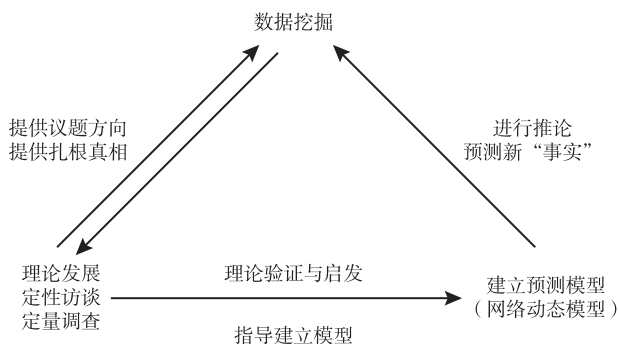 数据挖掘
提供议题方向
提供扎根真相
进行推论
预测新“事实”
理论发展
定性访谈
定量调查
理论验证与启发
指导建立模型
建立预测模型
（网络动态模型）